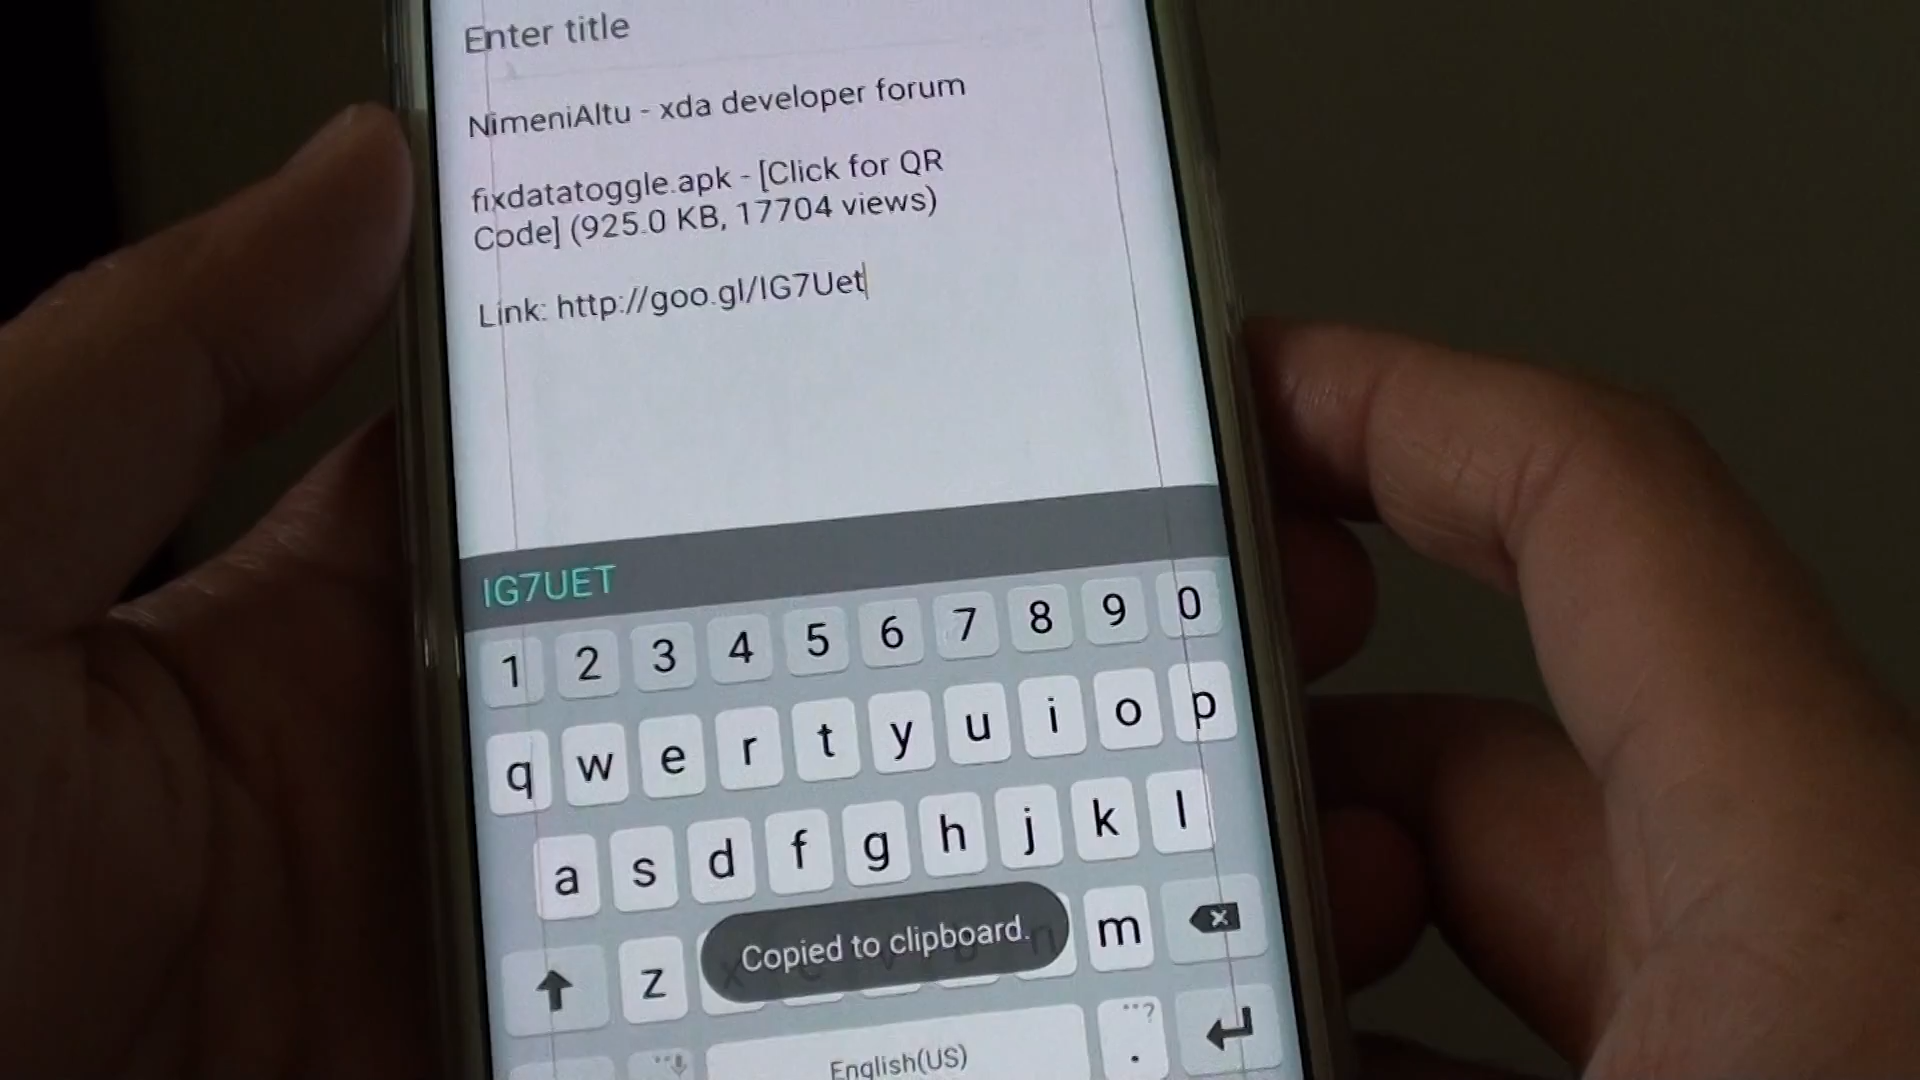 Enter title
NimeniAltu - xda developer forum
fixdatatoggle.apk - [Click for QR
Code] (925.0 KB, 17704 views)
Link: http://goo.gl/IG7Uet
IG7UET
1 2 3 4 5 6 7 8 9 0
q w e r t y u i o p
a s d f g h j k l
z m
Copied to clipboard.
English(US)